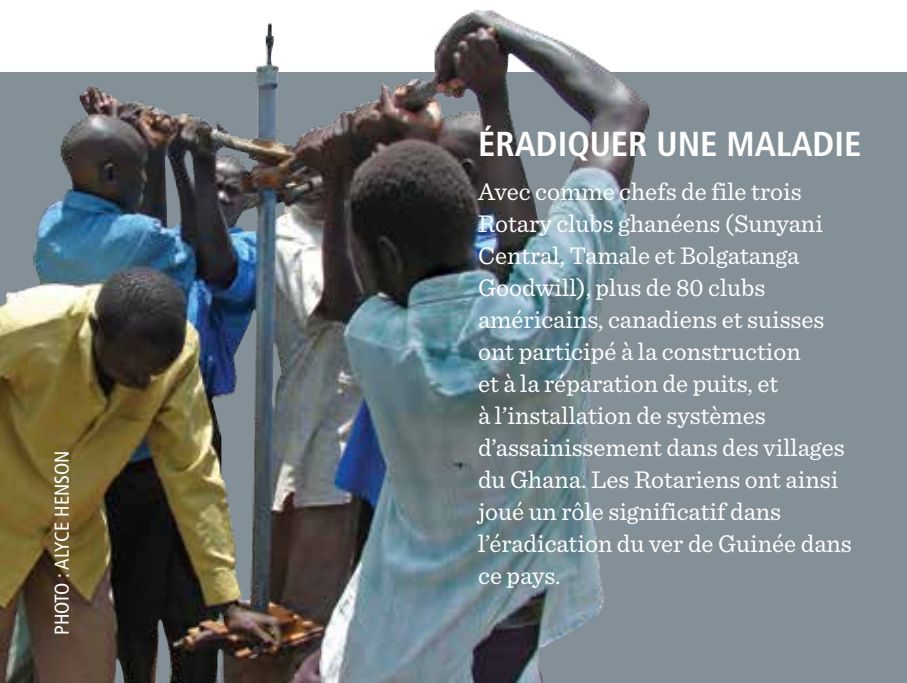 ÉRADIQUER UNE MALADIE
Avec comme chefs de file trois
Rotary clubs ghanéens (Sunyani
Central, Tamale et Bolgatanga
Goodwill), plus de 80 clubs
américains, canadiens et suisses
ont participé à la construction
et à la réparation de puits, et
à l’installation de systèmes
d’assainissement dans des villages
du Ghana. Les Rotariens ont ainsi
joué un rôle significatif dans
l’éradication du ver de Guinée dans
ce pays.
PHOTO : ALYCE HENSON